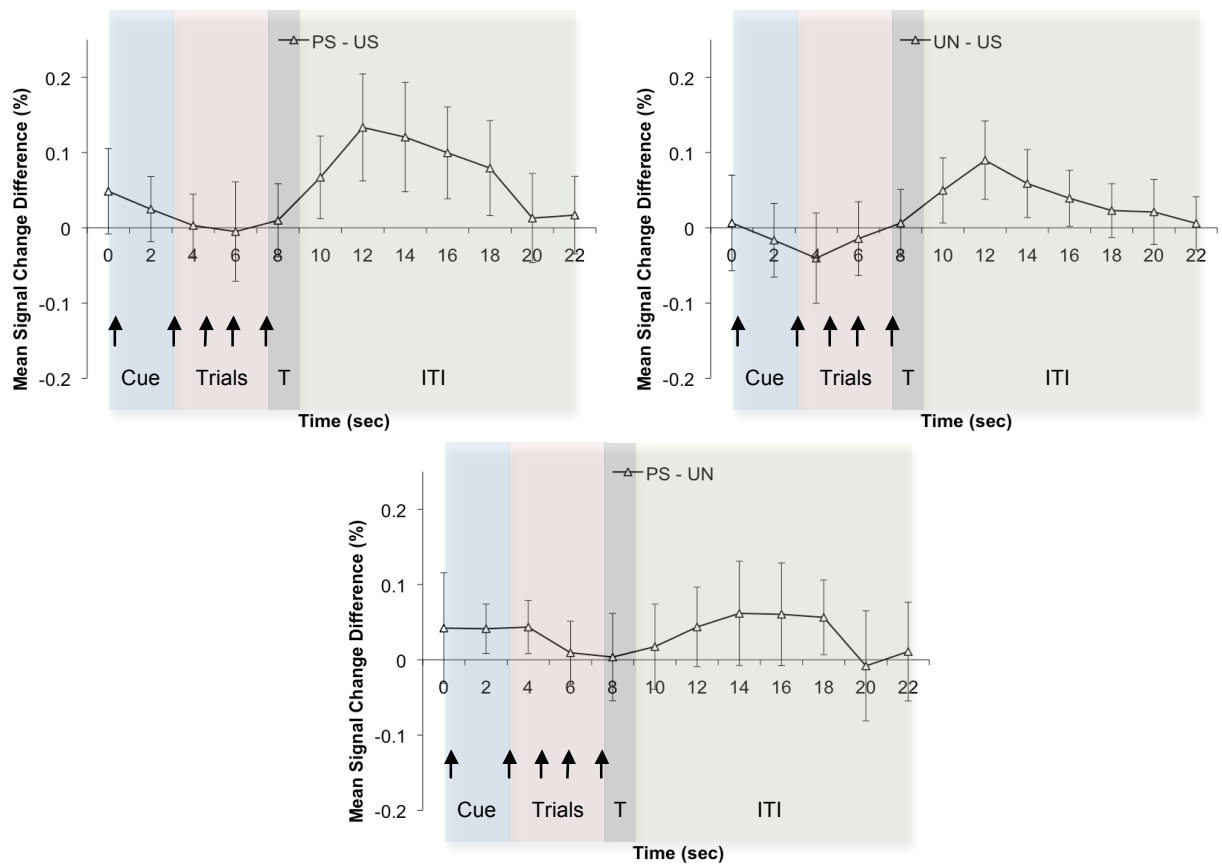 PS - US
Mean Signal Change Difference (%)
0.2
0.1
0
-0.1
-0.2
0 2 4 6 8 10 12 14 16 18 20 22
Cue Trials T ITI
Time (sec)
UN - US
Mean Signal Change Difference (%)
0.2
0.1
0
-0.1
-0.2
0 2 4 6 8 10 12 14 16 18 20 22
Cue Trials T ITI
Time (sec)
PS - UN
Mean Signal Change Difference (%)
0.2
0.1
0
-0.1
-0.2
0 2 4 6 8 10 12 14 16 18 20 22
Cue Trials T ITI
Time (sec)